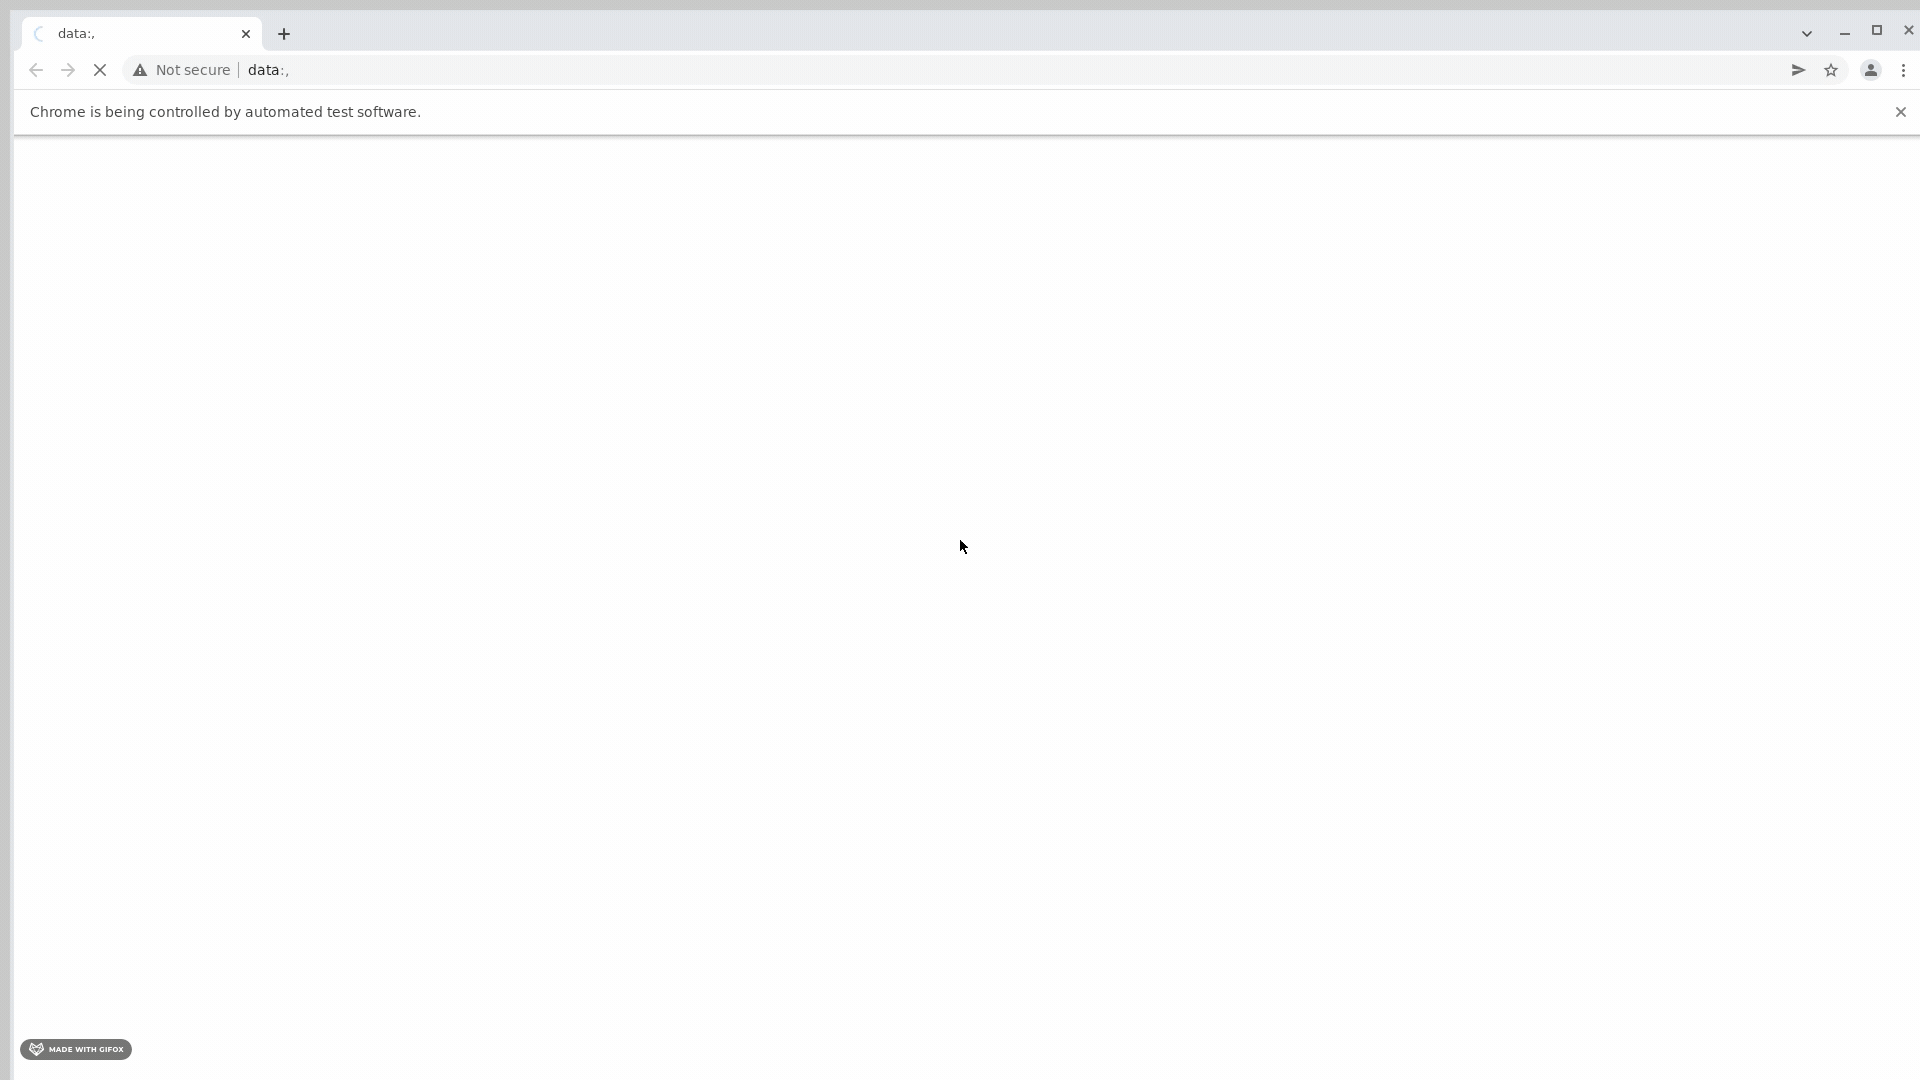 data:,
Not secure
data:,
Chrome is being controlled by automated test software.
MADE WITH GIFOX